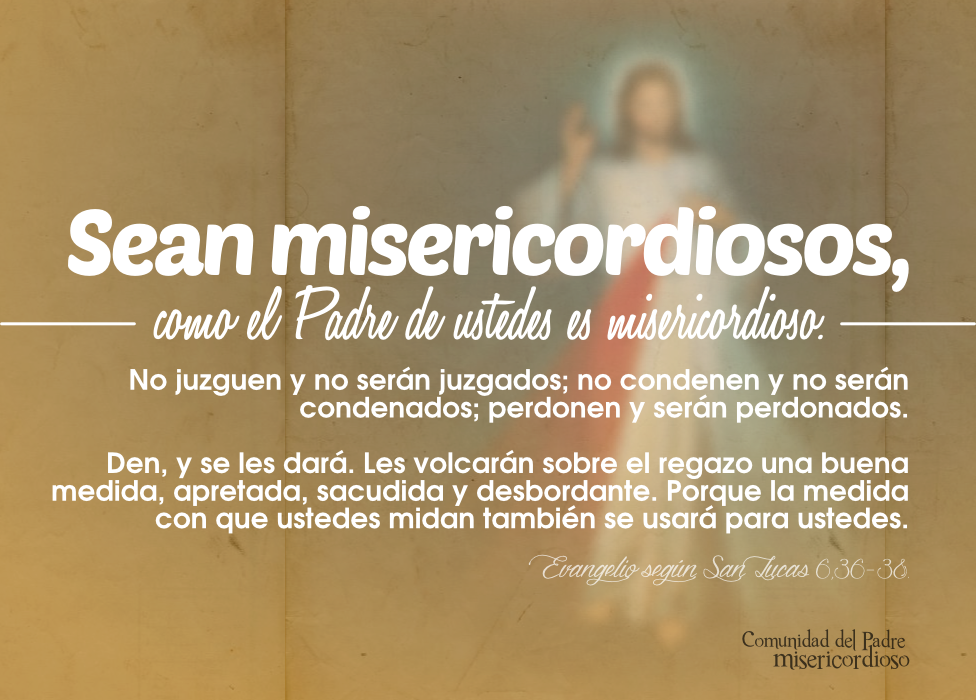 Sean misericordiosos,
como el Padre de ustedes es misericordioso.
No juzguen y no serán juzgados; no condenen y no serán
condenados; perdonen y serán perdonados.
Den, y se les dará. Les volcarán sobre el regazo una buena
medida, apretada, sacudida y desbordante. Porque la medida
con que ustedes midan también se usará para ustedes.
Evangelio según San Lucas 6,36-38.
Comunidad del Padre
misericordioso